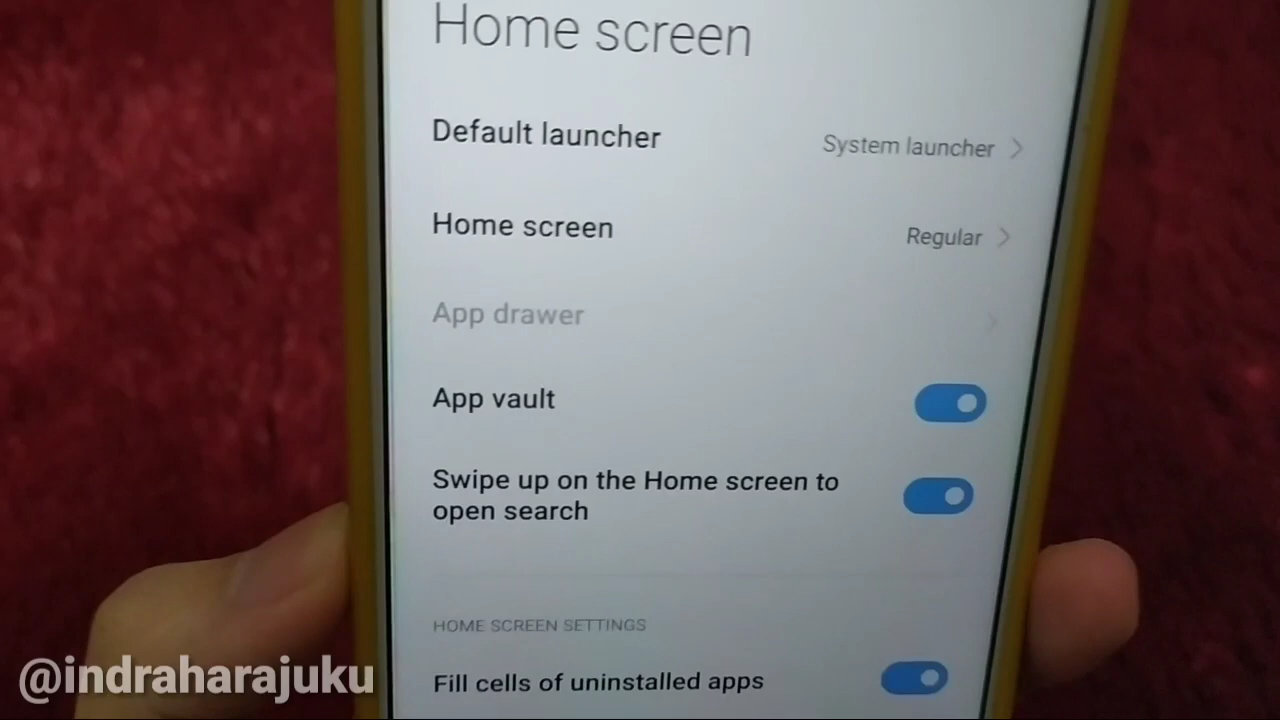 Home screen
Default launcher
System launcher
Home screen
Regular
App drawer
App vault
Swipe up on the Home screen to
open search
HOME SCREEN SETTINGS
Fill cells of uninstalled apps
@indraharajuku